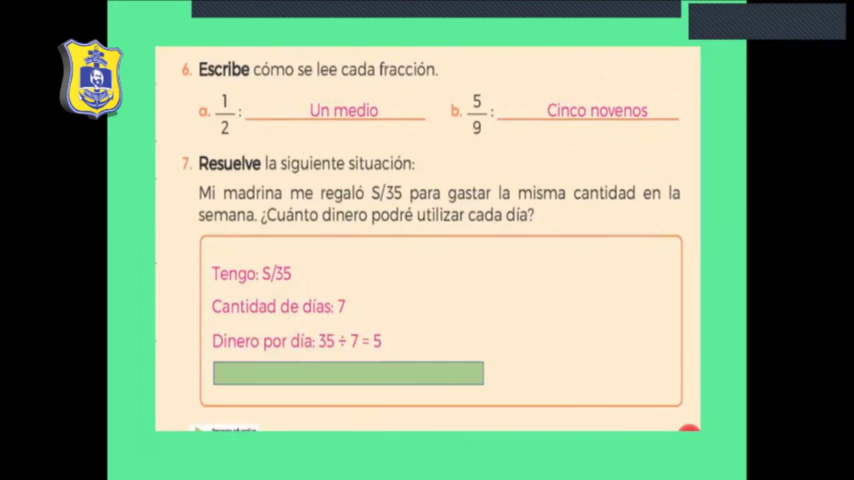 6. Escribe cómo se lee cada fracción.
a. 1/2 : Un medio b. 5/9 : Cinco novenos
7. Resuelve la siguiente situación:
Mi madrina me regaló S/35 para gastar la misma cantidad en la
semana. ¿Cuánto dinero podré utilizar cada día?
Tengo: S/35
Cantidad de días: 7
Dinero por día: 35 ÷ 7 = 5